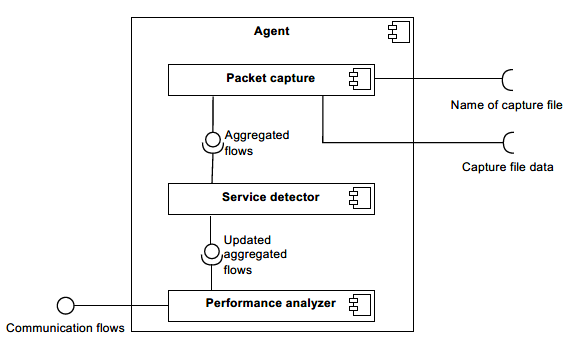 Agent
Packet capture
Name of capture file
Aggregated
flows
Capture file data
Service detector
Updated
aggregated
flows
Performance analyzer
Communication flows